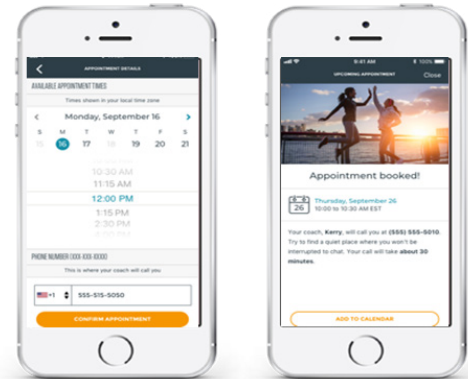 APPOINTMENT DETAILS
AVAILABLE APPOINTMENT TIMES
Times shown in your local time zone
< Monday, September 16 >
S M T W T F S
15 16 17 18 19 20 21
10:30 AM
11:15 AM
12:00 PM
1:15 PM
2:30 PM
PHONE NUMBER (XXX-XXX-XXXX)
This is where your coach will call you
+1 555-515-5050
CONFIRM APPOINTMENT
9:41 AM 100%
UPCOMING APPOINTMENT Close
Appointment booked!
26 Thursday, September 26
10:00 to 10:30 AM EST
Your coach, Kerry, will call you at (555) 555-5010.
Try to find a quiet place where you won't be
interrupted to chat. Your call will take about 30
minutes.
ADD TO CALENDAR